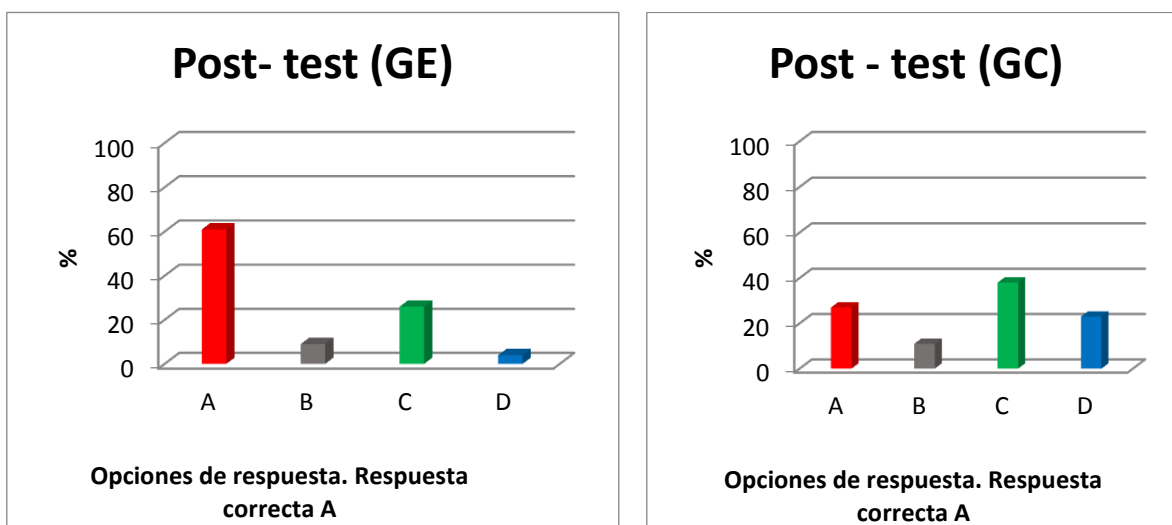 Post- test (GE)
100
80
60
40
20
0
%
A B C D
Opciones de respuesta. Respuesta
correcta A
Post - test (GC)
100
80
60
40
20
0
%
A B C D
Opciones de respuesta. Respuesta
correcta A